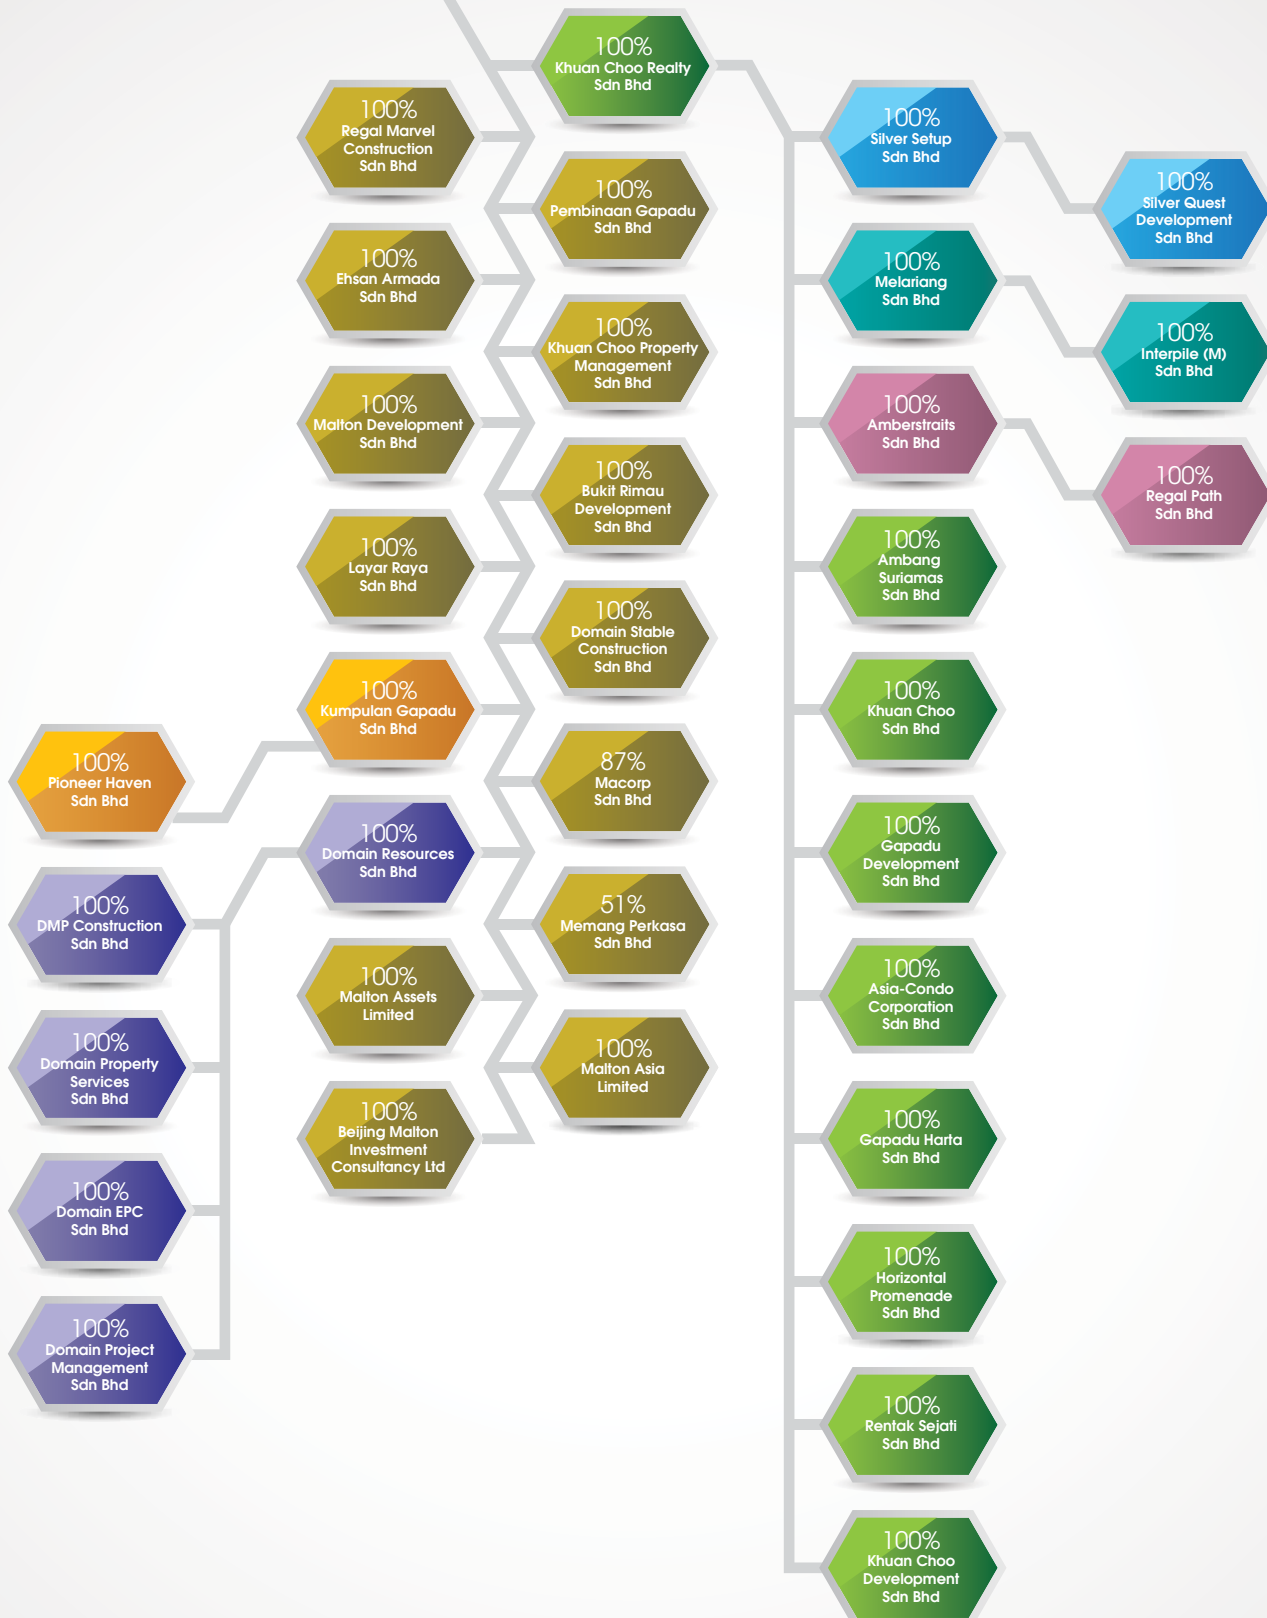 100%
Khuan Choo Realty
Sdn Bhd
100%
Regal Marvel
Construction
Sdn Bhd
100%
Pembinaan Gapadu
Sdn Bhd
100%
Ehsan Armada
Sdn Bhd
100%
Khuan Choo Property
Management
Sdn Bhd
100%
Malton Development
Sdn Bhd
100%
Bukit Rimau
Development
Sdn Bhd
100%
Layar Raya
Sdn Bhd
100%
Domain Stable
Construction
Sdn Bhd
100%
Kumpulan Gapadu
Sdn Bhd
87%
Macorp
Sdn Bhd
100%
Domain Resources
Sdn Bhd
51%
Memang Perkasa
Sdn Bhd
100%
Malton Assets
Limited
100%
Malton Asia
Limited
100%
Beijing Malton
Investment
Consultancy Ltd
100%
Pioneer Haven
Sdn Bhd
100%
DMP Construction
Sdn Bhd
100%
Domain Property
Services
Sdn Bhd
100%
Domain EPC
Sdn Bhd
100%
Domain Project
Management
Sdn Bhd
100%
Silver Setup
Sdn Bhd
100%
Silver Quest
Development
Sdn Bhd
100%
Melariang
Sdn Bhd
100%
Interpile (M)
Sdn Bhd
100%
Amberstraits
Sdn Bhd
100%
Regal Path
Sdn Bhd
100%
Ambang
Suriamas
Sdn Bhd
100%
Khuan Choo
Sdn Bhd
100%
Gapadu
Development
Sdn Bhd
100%
Asia-Condo
Corporation
Sdn Bhd
100%
Gapadu Harta
Sdn Bhd
100%
Horizontal
Promenade
Sdn Bhd
100%
Rentak Sejati
Sdn Bhd
100%
Khuan Choo
Development
Sdn Bhd